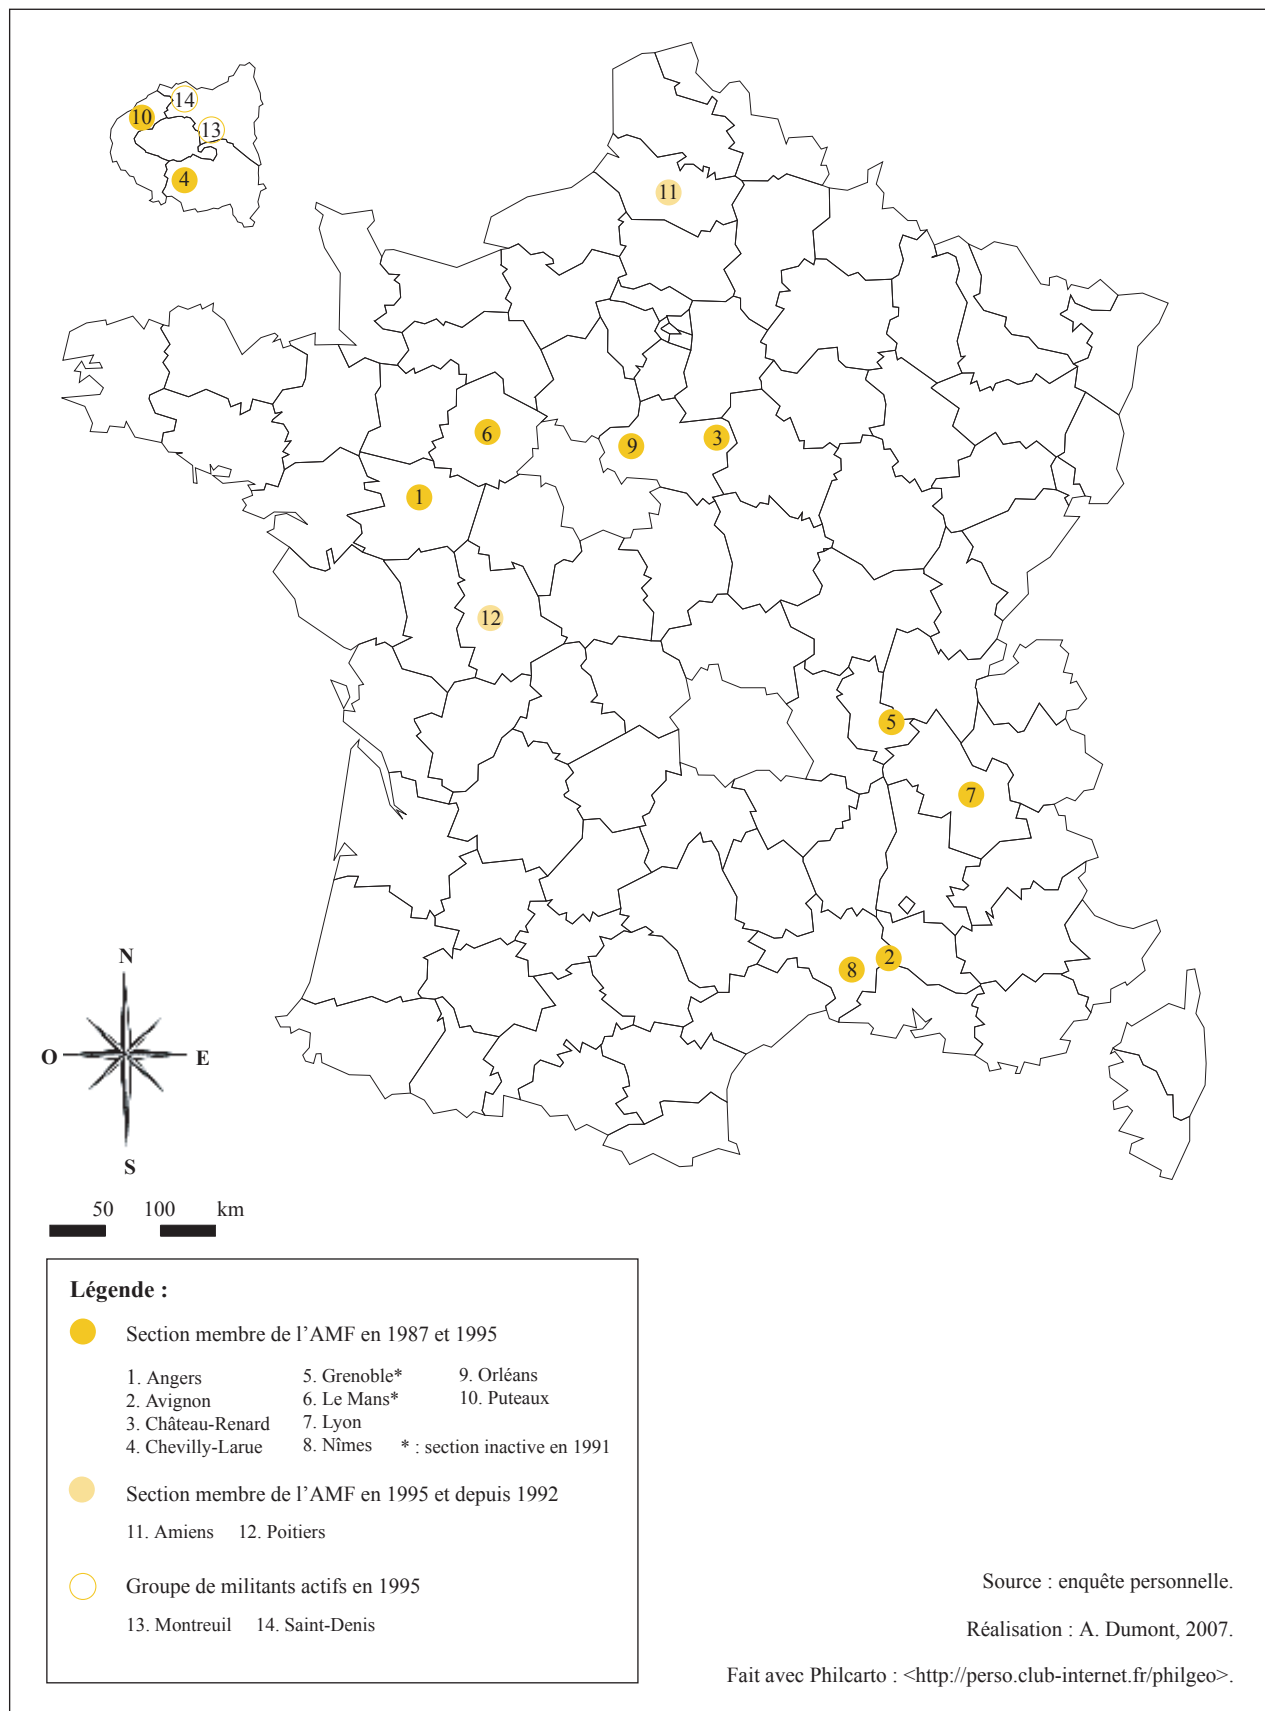 14
10
13
4
11
6
9
3
1
12
5
7
2
8
N
O
E
S
50 100 km
Légende :
Section membre de l’AMF en 1987 et 1995
1. Angers
2. Avignon
3. Château-Renard
4. Chevilly-Larue
5. Grenoble*
6. Le Mans*
7. Lyon
8. Nîmes
9. Orléans
10. Puteaux
* : section inactive en 1991
Section membre de l’AMF en 1995 et depuis 1992
11. Amiens 12. Poitiers
Groupe de militants actifs en 1995
13. Montreuil 14. Saint-Denis
Source : enquête personnelle.
Réalisation : A. Dumont, 2007.
Fait avec Philcarto : <http://perso.club-internet.fr/philgeo>.